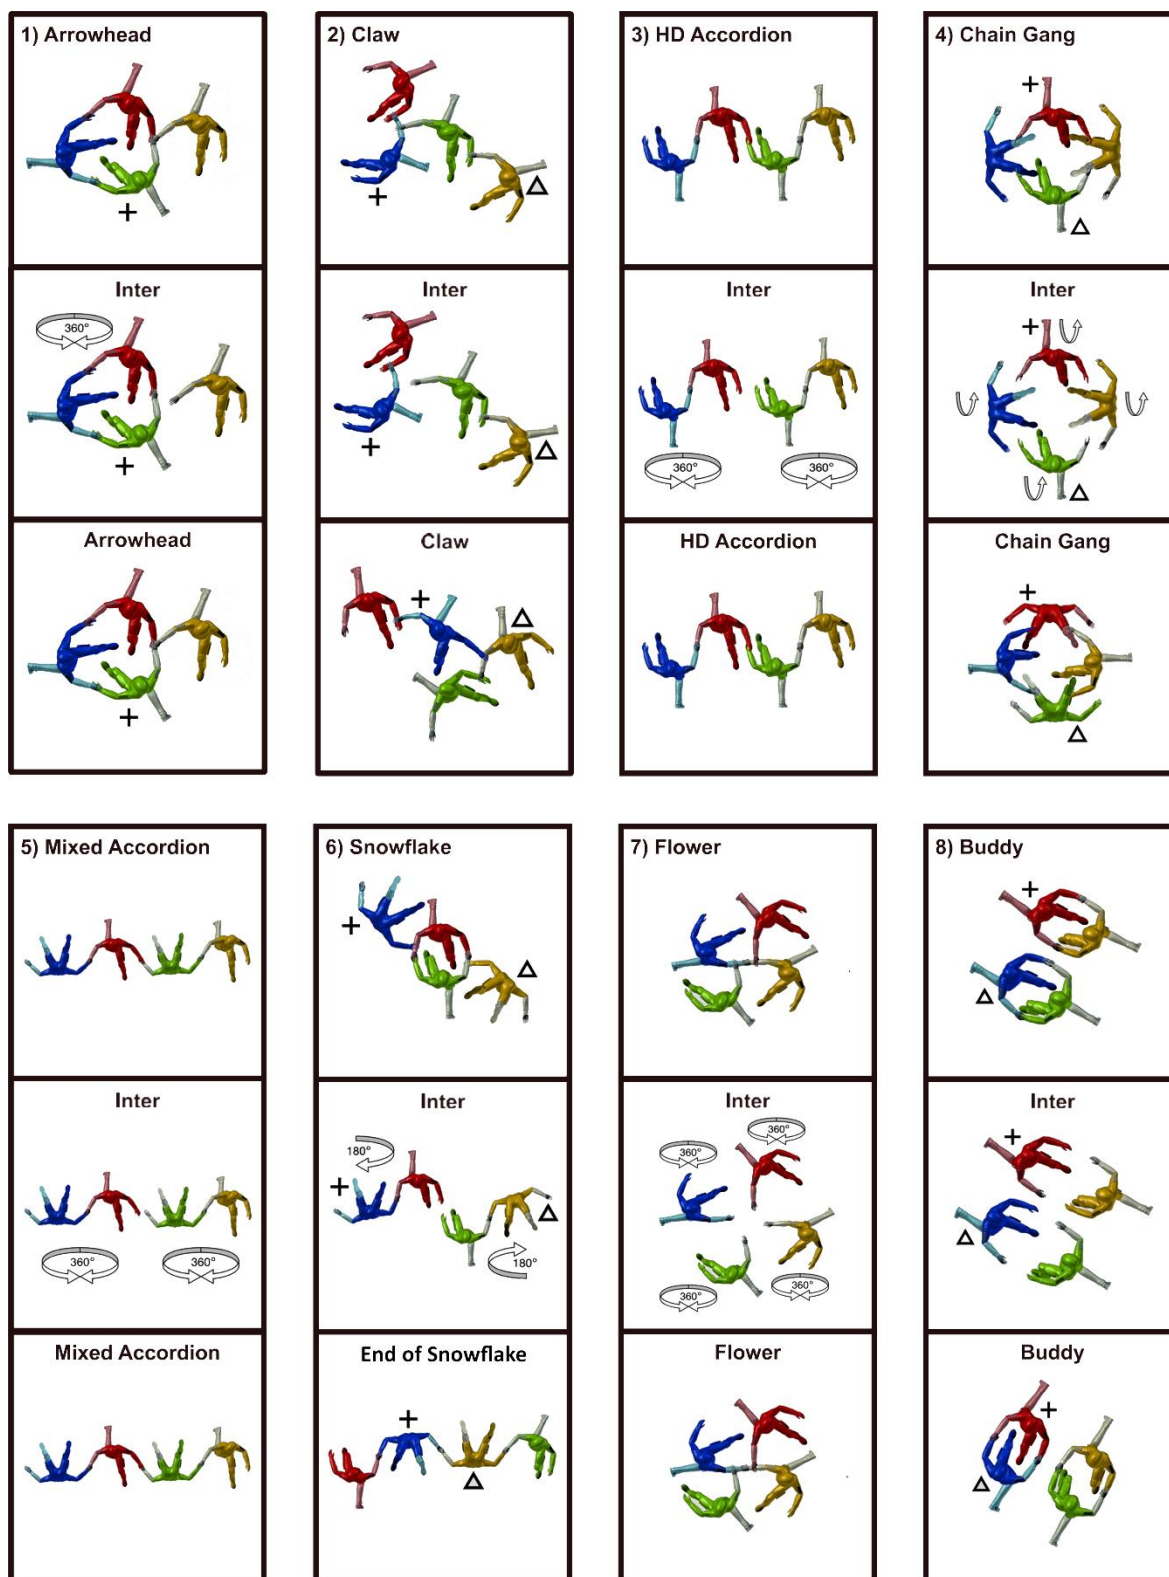 1) Arrowhead
2) Claw
3) HD Accordion
4) Chain Gang
+
+
△
+
△
Inter
Inter
Inter
Inter
360°
+
+
△
360°
360°
+
△
Arrowhead
Claw
HD Accordion
Chain Gang
+
+
△
+
△
5) Mixed Accordion
6) Snowflake
7) Flower
8) Buddy
+
△
+
△
Inter
Inter
Inter
Inter
360°
360°
180°
+
△
180°
360°
360°
360°
360°
+
△
Mixed Accordion
End of Snowflake
Flower
Buddy
+
△
+
△